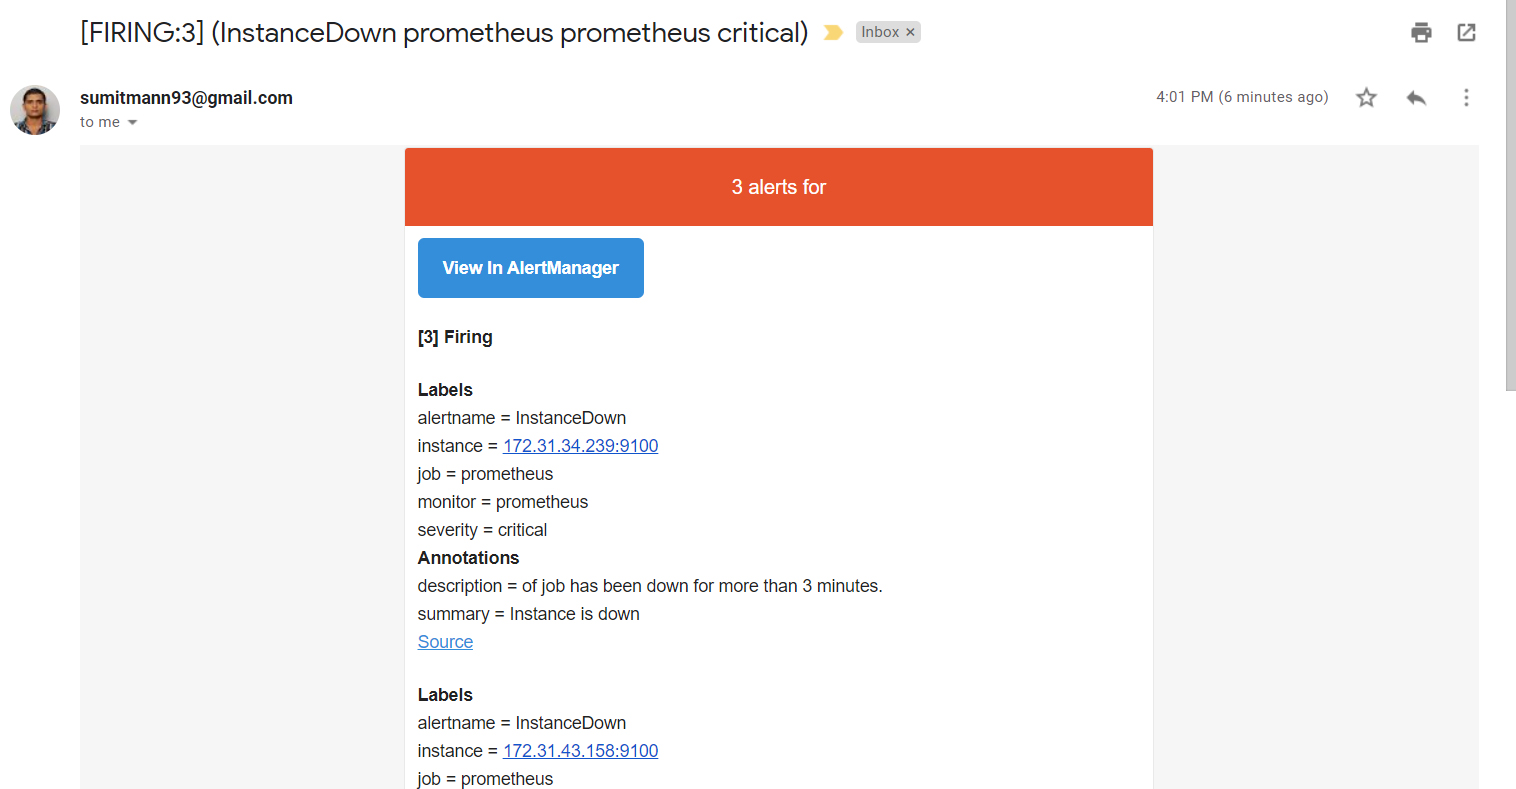 [FIRING:3] (InstanceDown prometheus prometheus critical)
Inbox ×
sumitmann93@gmail.com
4:01 PM (6 minutes ago)
to me
3 alerts for
View In AlertManager
[3] Firing
Labels
alertname = InstanceDown
instance = 172.31.34.239:9100
job = prometheus
monitor = prometheus
severity = critical
Annotations
description = of job has been down for more than 3 minutes.
summary = Instance is down
Source
Labels
alertname = InstanceDown
instance = 172.31.43.158:9100
job = prometheus